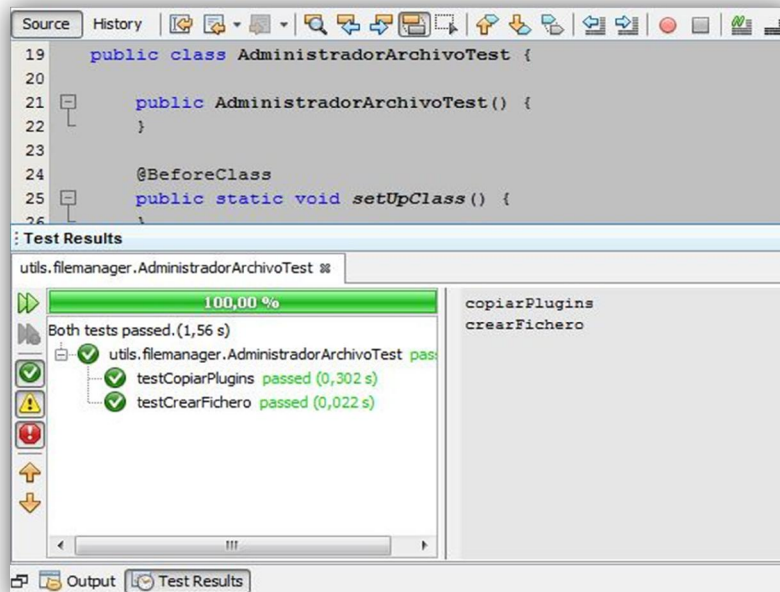 Source History
19 public class AdministradorArchivoTest {
20
21 public AdministradorArchivoTest() {
22 }
23
24 @BeforeClass
25 public static void setUpClass() {
26 }
Test Results
utils.filemanager.AdministradorArchivoTest
100,00 %
Both tests passed.(1,56 s)
utils.filemanager.AdministradorArchivoTest
testCopiarPlugins passed (0,302 s)
testCrearFichero passed (0,022 s)
copiarPlugins
crearFichero
Output Test Results